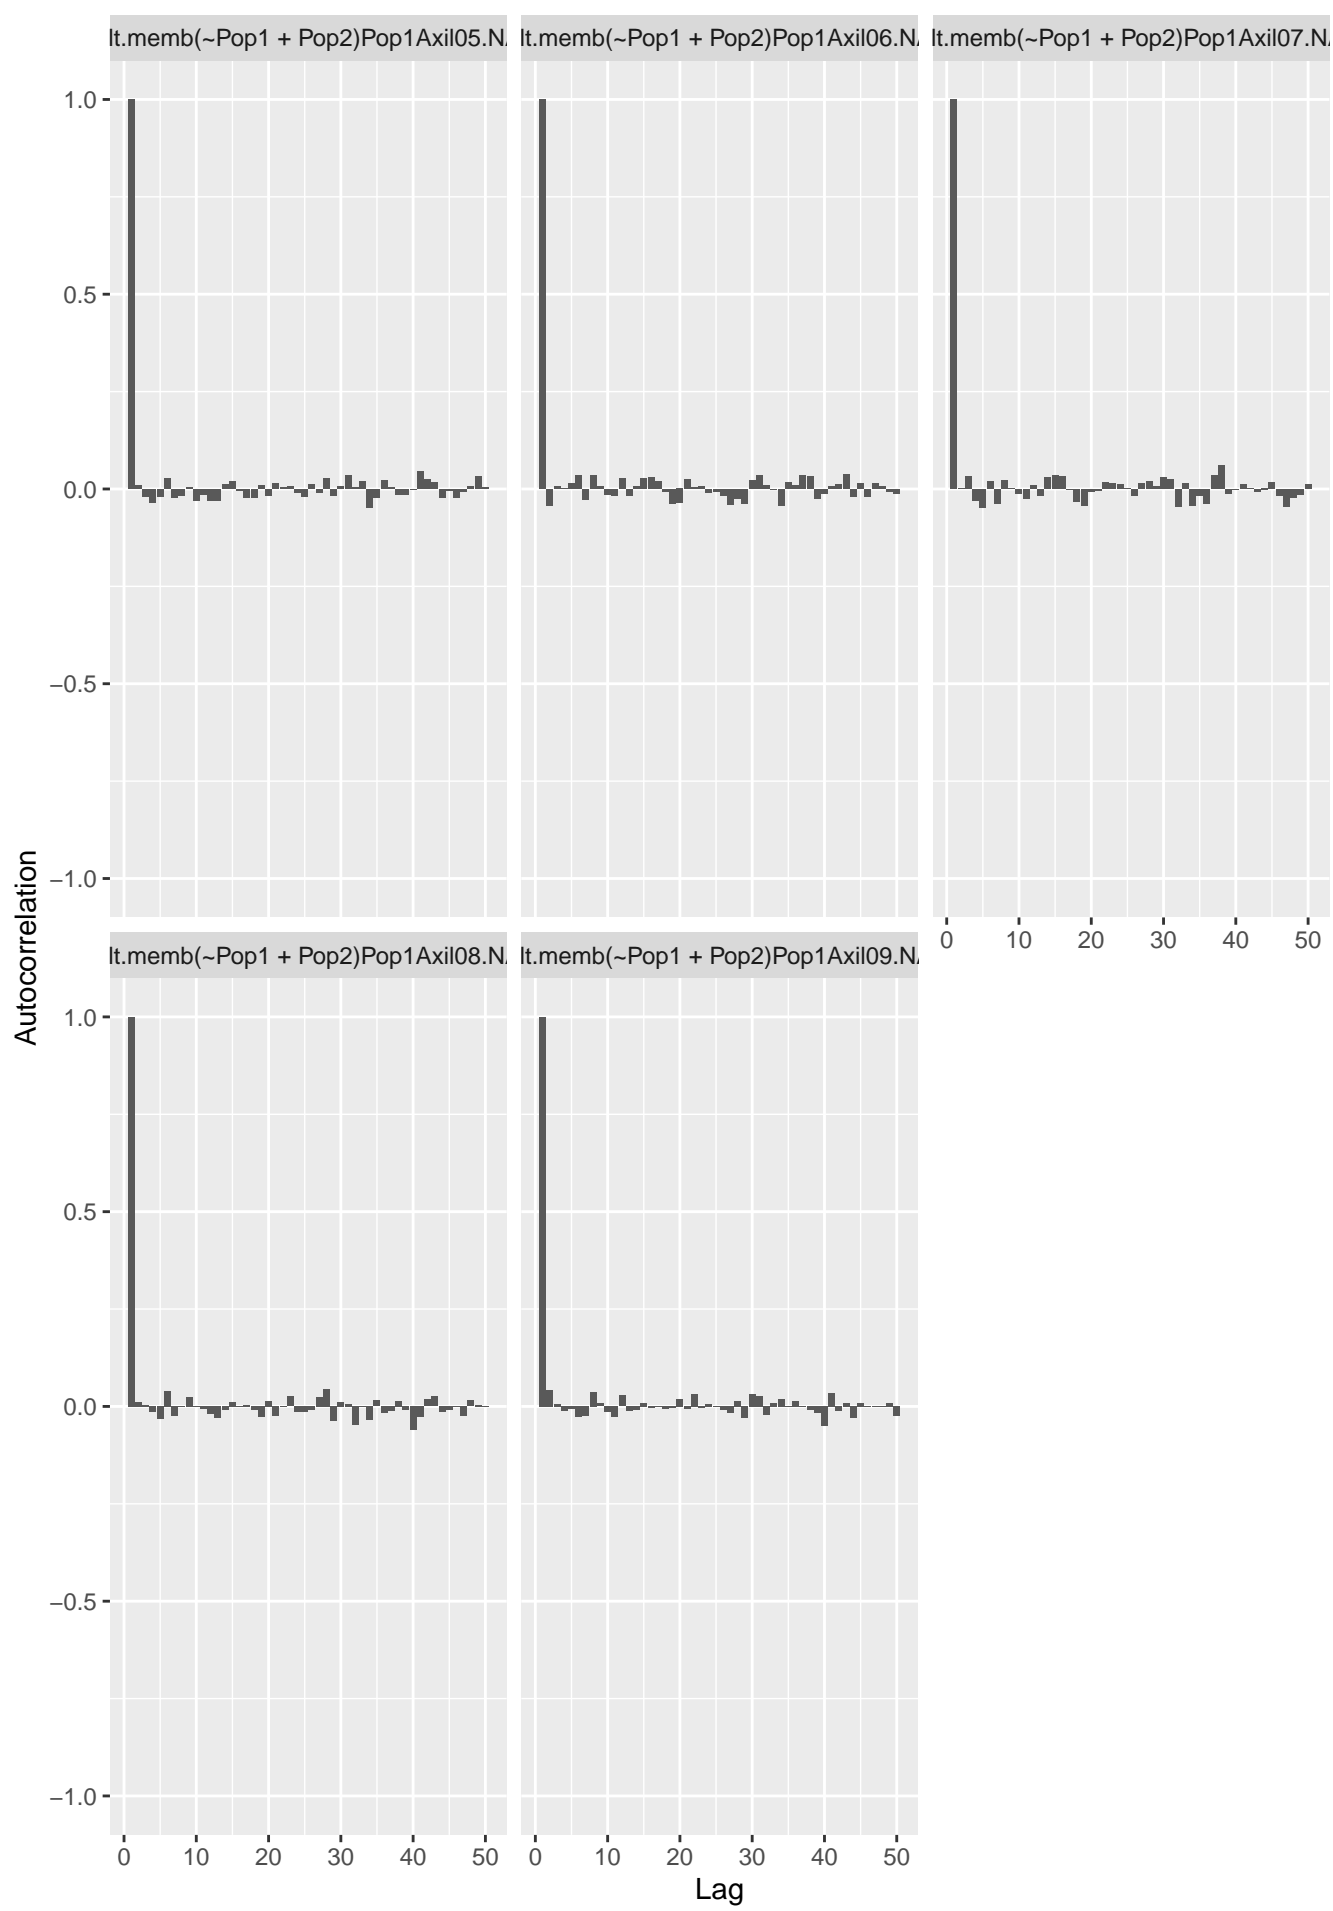 lt.memb(~Pop1 + Pop2)Pop1Axil05.N
lt.memb(~Pop1 + Pop2)Pop1Axil06.N
lt.memb(~Pop1 + Pop2)Pop1Axil07.N
1.0
0.5
0.0
−0.5
−1.0
0 10 20 30 40 50
Autocorrelation
lt.memb(~Pop1 + Pop2)Pop1Axil08.N
lt.memb(~Pop1 + Pop2)Pop1Axil09.N
1.0
0.5
0.0
−0.5
−1.0
0 10 20 30 40 50
0 10 20 30 40 50
Lag